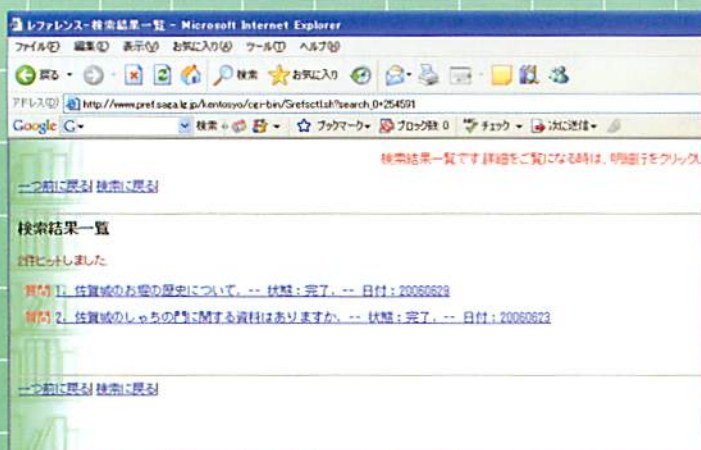 レファレンス-検索結果一覧 - Microsoft Internet Explorer
ファイル(F) 編集(E) 表示(V) お気に入り(A) ツール(T) ヘルプ(H)
戻る 検索 お気に入り
アドレス(D) http://www.pref.saga.lg.jp/kentosyo/cgi-bin/Srefsctl.sh?search_0+254591
Google G 検索 ブックマーク ブロック数: 0 チェック 次に送信
検索結果一覧です.詳細をご覧になる時は、明細行をクリックし
一つ前に戻る| 検索に戻る|
検索結果一覧
2件ヒットしました
質問 1. 佐賀城のお堀の歴史について。 -- 状態:完了. -- 日付:20060629
質問 2. 佐賀城のしゃちの門に関する資料はありますか。 -- 状態:完了. -- 日付:20060623
一つ前に戻る| 検索に戻る|